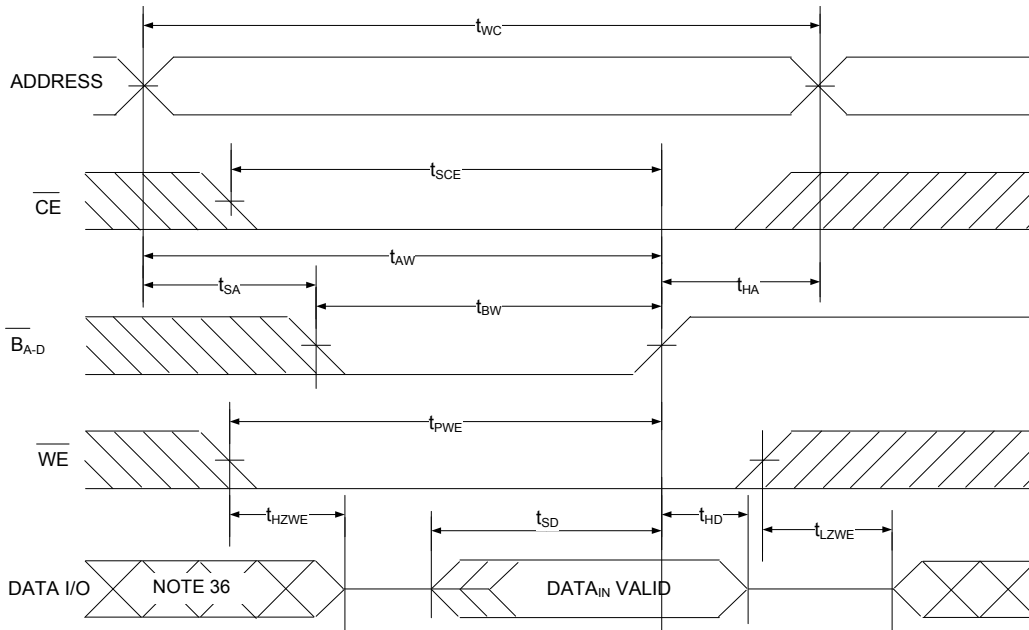 tWC
ADDRESS
tSCE
CE
tAW
tSA
tHA
tBW
BA-D
tPWE
WE
tHZWE
tSD
tHD
tLZWE
DATA I/O
NOTE 36
DATAIN VALID